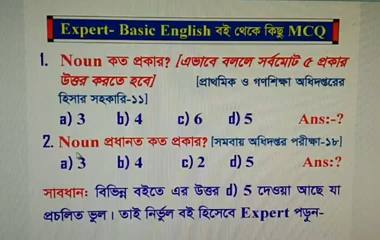 Expert- Basic English বই থেকে কিছু MCQ
1. Noun কত প্রকার? [এভাবে বললে সর্বমোট ৫ প্রকার
উত্তর করতে হবে] [প্রাথমিক ও গণশিক্ষা অধিদপ্তরের
হিসাব সহকারি-১১]
a) 3 b) 4 c) 6 d) 5 Ans:-?
2. Noun প্রধানত কত প্রকার? [সমবায় অধিদপ্তর পরীক্ষা-১৮]
a) 3 b) 4 c) 2 d) 5 Ans:?
সাবধান: বিভিন্ন বইতে এর উত্তর d) 5 দেওয়া আছে যা
প্রচলিত ভুল। তাই নির্ভুল বই হিসেবে Expert পড়ুন-